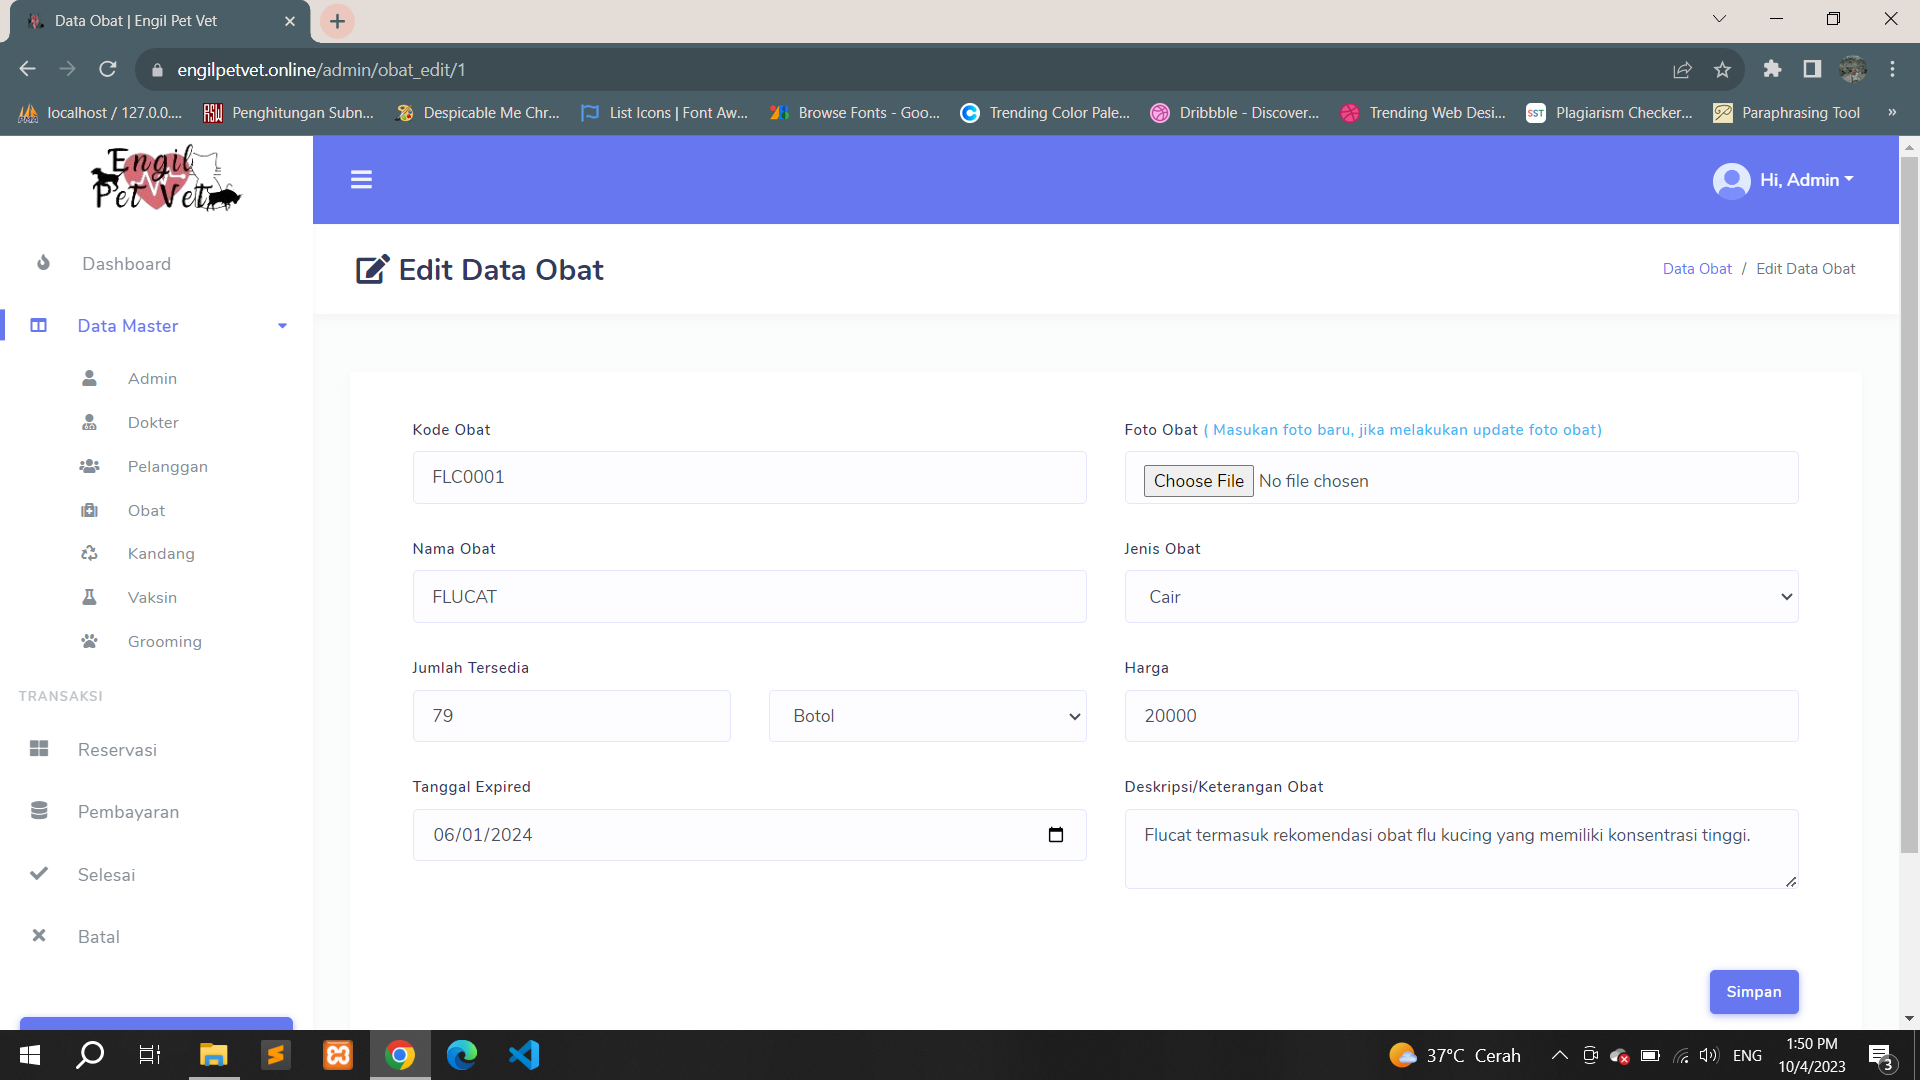 Data Obat | Engil Pet Vet
engilpetvet.online/admin/obat_edit/1
localhost / 127.0.0....
RSW Penghitungan Subn...
Despicable Me Chr...
List Icons | Font Aw...
Browse Fonts - Goo...
Trending Color Pale...
Dribbble - Discover...
Trending Web Desi...
SST Plagiarism Checker...
Paraphrasing Tool
»
Engil
Pet Vet
Hi, Admin
Edit Data Obat
Data Obat / Edit Data Obat
Dashboard
Data Master
Admin
Dokter
Pelanggan
Obat
Kandang
Vaksin
Grooming
TRANSAKSI
Reservasi
Pembayaran
Selesai
Batal
Kode Obat
FLC0001
Foto Obat ( Masukan foto baru, jika melakukan update foto obat)
Choose File No file chosen
Nama Obat
FLUCAT
Jenis Obat
Cair
Jumlah Tersedia
79
Botol
Harga
20000
Tanggal Expired
06/01/2024
Deskripsi/Keterangan Obat
Flucat termasuk rekomendasi obat flu kucing yang memiliki konsentrasi tinggi.
Simpan
37°C Cerah
ENG
1:50 PM
10/4/2023
3